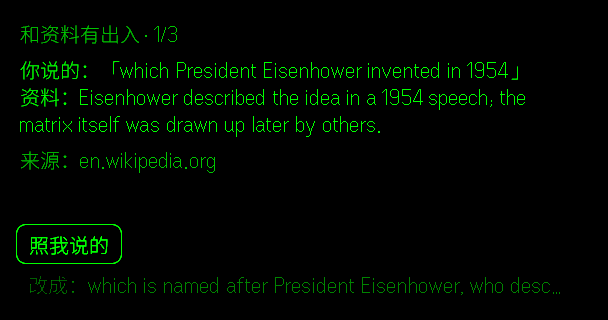 和资料有出入 · 1/3
你说的：「which President Eisenhower invented in 1954」
资料：Eisenhower described the idea in a 1954 speech; the
matrix itself was drawn up later by others.
来源：en.wikipedia.org
照我说的
改成：which is named after President Eisenhower, who desc…